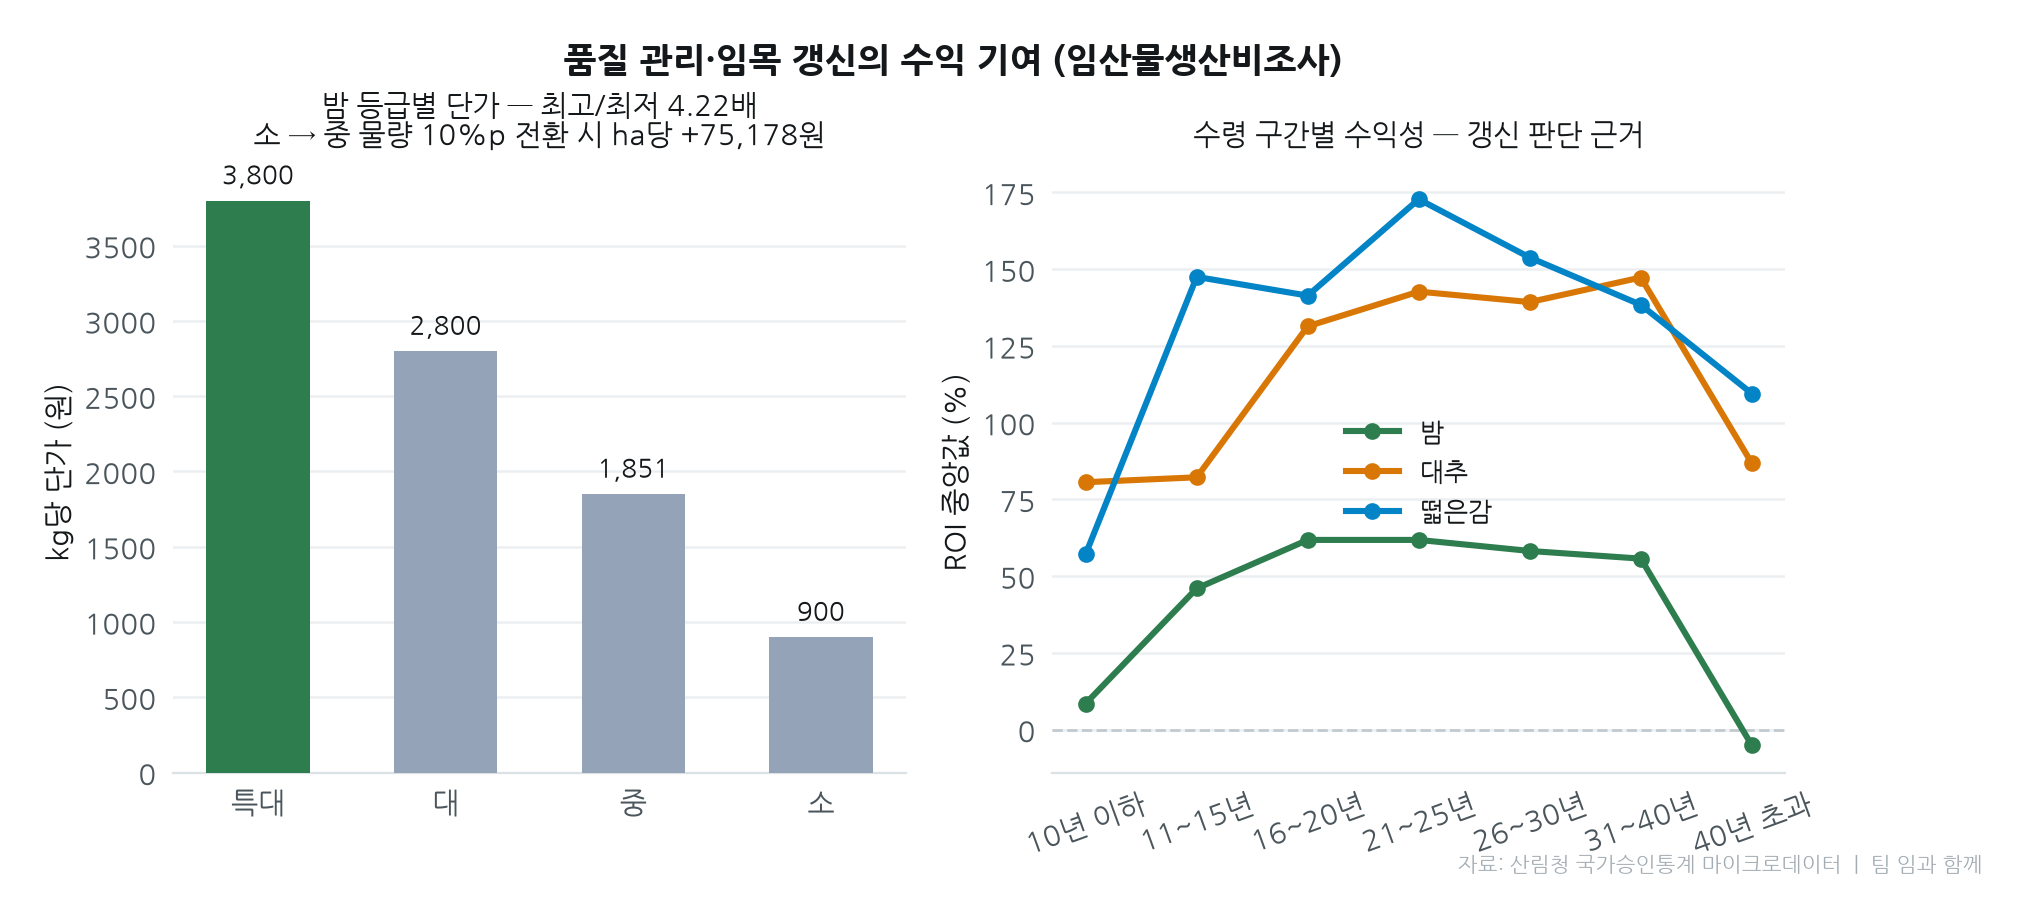 품질 관리·임목 갱신의 수익 기여 (임산물생산비조사)
밤 등급별 단가 — 최고/최저 4.22배
소 → 중 물량 10%p 전환 시 ha당 +75,178원
kg당 단가 (원)
3500
3000
2500
2000
1500
1000
500
0
3,800
2,800
1,851
900
특대
대
중
소
수령 구간별 수익성 — 갱신 판단 근거
ROI 중앙값 (%)
175
150
125
100
75
50
25
0
밤
대추
떫은감
10년 이하
11~15년
16~20년
21~25년
26~30년
31~40년
40년 초과
자료: 산림청 국가승인통계 마이크로데이터 | 팀 임과 함께